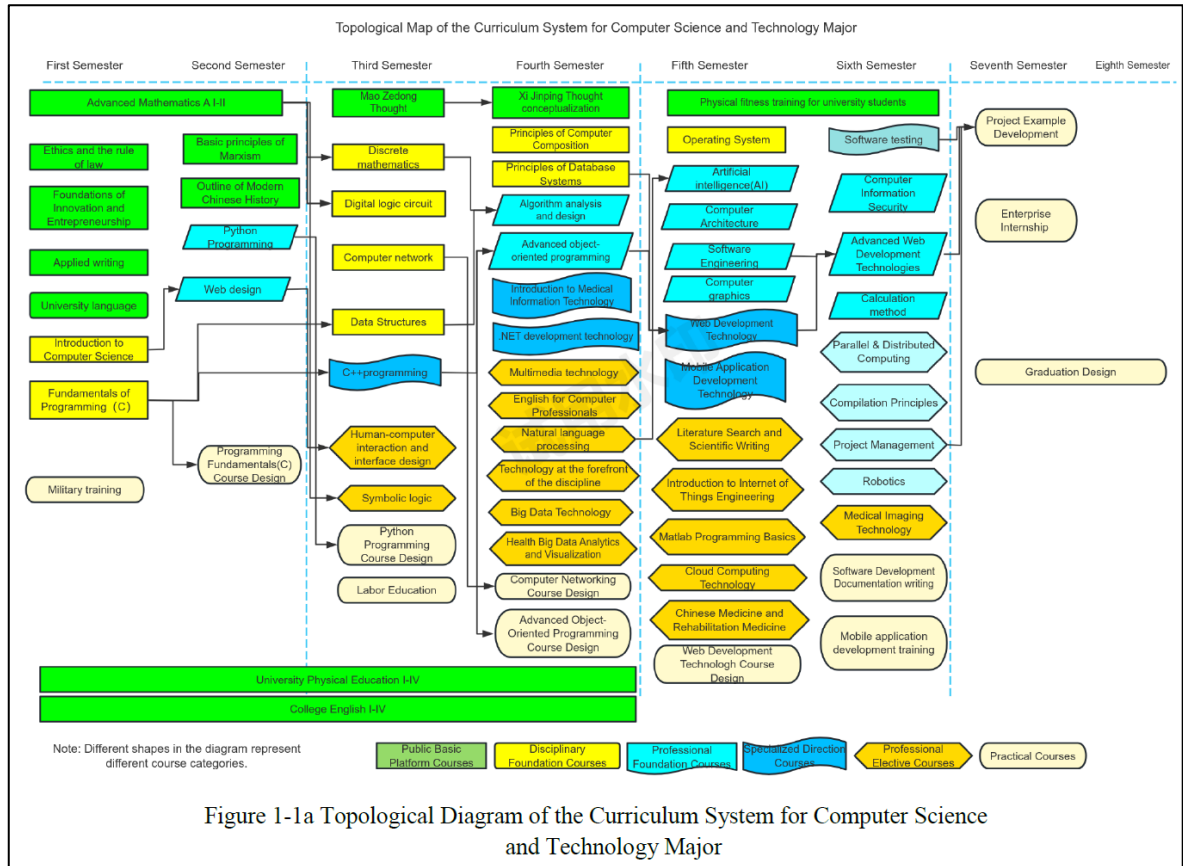 Topological Map of the Curriculum System for Computer Science and Technology Major
First Semester
Second Semester
Third Semester
Fourth Semester
Fifth Semester
Sixth Semester
Seventh Semester
Eighth Semester
Advanced Mathematics A I-II
Mao Zedong
Thought
Xi Jinping Thought
conceptualization
Physical fitness training for university students
Ethics and the rule of
law
Foundations of
Innovation and
Entrepreneurship
Applied writing
University language
Introduction to
Computer Science
Fundamentals of
Programming（C）
Military training
Basic principles of
Marxism
Outline of Modern
Chinese History
Python
Programming
Web design
Programming
Fundamentals(C)
Course Design
Discrete
mathematics
Digital logic circuit
Computer network
Data Structures
C++programming
Human-computer
interaction and
interface design
Symbolic logic
Python
Programming
Course Design
Labor Education
Principles of Computer
Composition
Principles of Database
Systems
Algorithm analysis
and design
Advanced object-
oriented programming
Introduction to Medical
Information Technology
.NET development technology
Multimedia technology
English for Computer
Professionals
Natural language
processing
Technology at the forefront
of the discipline
Big Data Technology
Health Big Data Analytics
and Visualization
Computer Networking
Course Design
Advanced Object-
Oriented Programming
Course Design
Operating System
Artificial
intelligence(AI)
Computer
Architecture
Software
Engineering
Computer
graphics
Web Development
Technology
Mobile Application
Development
Technology
Literature Search and
Scientific Writing
Introduction to Internet of
Things Engineering
Matlab Programming Basics
Cloud Computing
Technology
Chinese Medicine and
Rehabilitation Medicine
Web Development
Technologh Course
Design
Software testing
Computer
Information
Security
Advanced Web
Development
Technologies
Calculation
method
Parallel & Distributed
Computing
Compilation Principles
Project Management
Robotics
Medical Imaging
Technology
Software Development
Documentation writing
Mobile application
development training
Project Example
Development
Enterprise
Internship
Graduation Design
University Physical Education I-IV
College English I-IV
Note: Different shapes in the diagram represent
different course categories.
Public Basic
Platform Courses
Disciplinary
Foundation Courses
Professional
Foundation Courses
Specialized Direction
Courses
Professional
Elective Courses
Practical Courses
Figure 1-1a Topological Diagram of the Curriculum System for Computer Science
and Technology Major